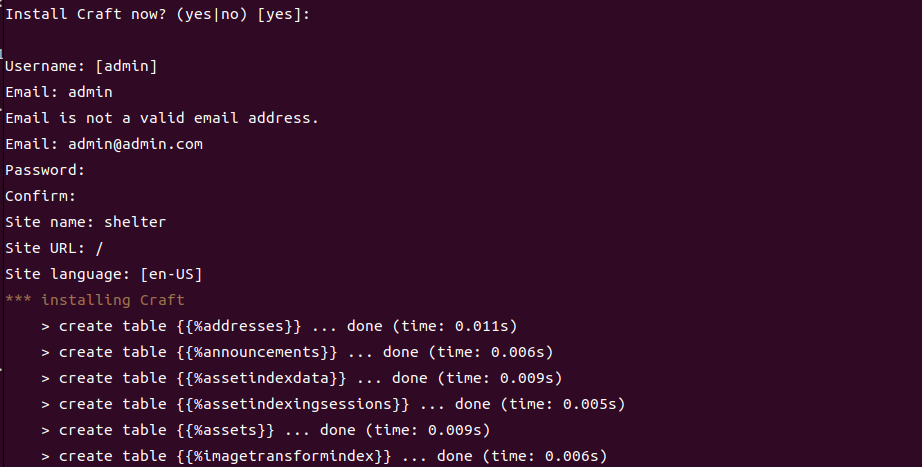 Install Craft now? (yes|no) [yes]:
Username: [admin]
Email: admin
Email is not a valid email address.
Email: admin@admin.com
Password:
Confirm:
Site name: shelter
Site URL: /
Site language: [en-US]
*** installing Craft
    > create table {{%addresses}} ... done (time: 0.011s)
    > create table {{%announcements}} ... done (time: 0.006s)
    > create table {{%assetindexdata}} ... done (time: 0.009s)
    > create table {{%assetindexingsessions}} ... done (time: 0.005s)
    > create table {{%assets}} ... done (time: 0.009s)
    > create table {{%imagetransformindex}} ... done (time: 0.006s)